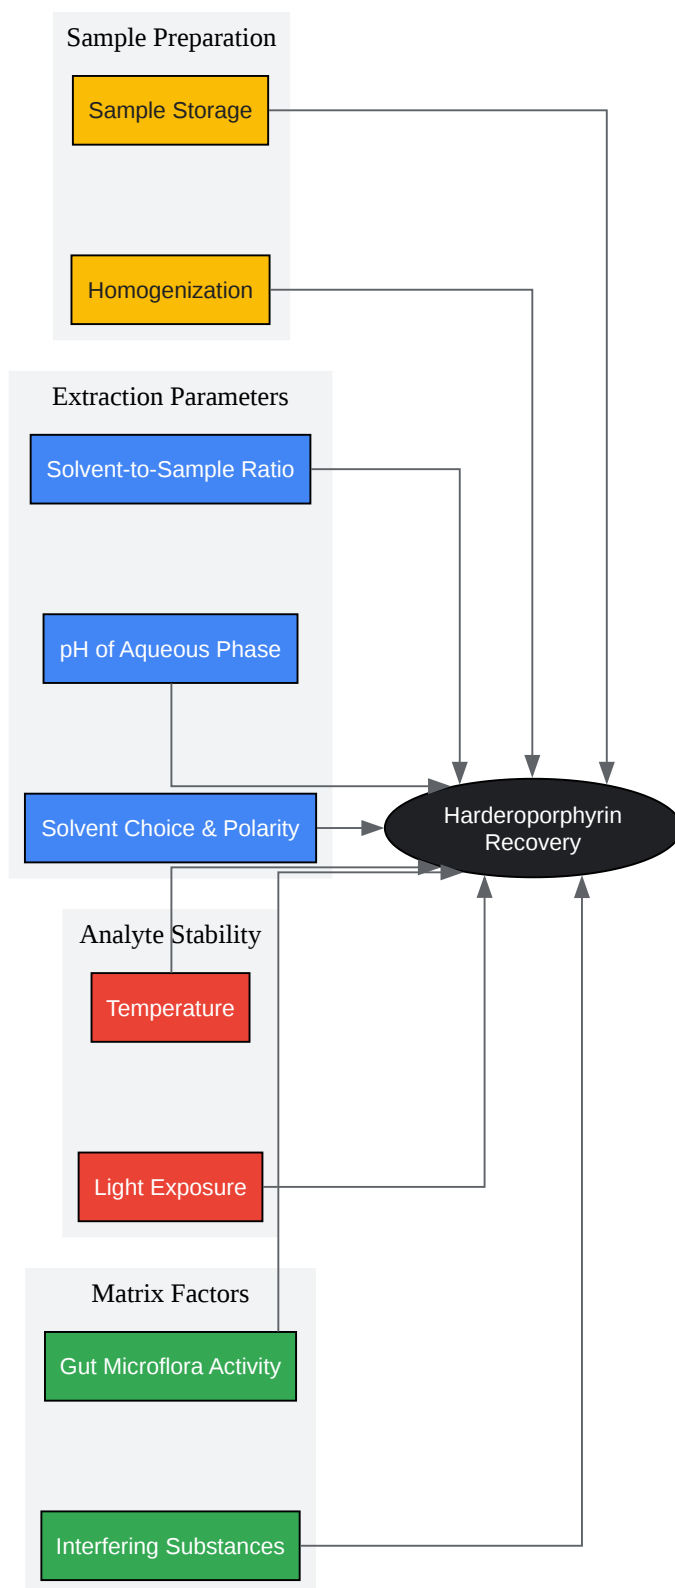 Sample Preparation
Sample Storage
Homogenization
Extraction Parameters
Solvent-to-Sample Ratio
pH of Aqueous Phase
Solvent Choice & Polarity
Harderoporphyrin
Recovery
Analyte Stability
Temperature
Light Exposure
Matrix Factors
Gut Microflora Activity
Interfering Substances